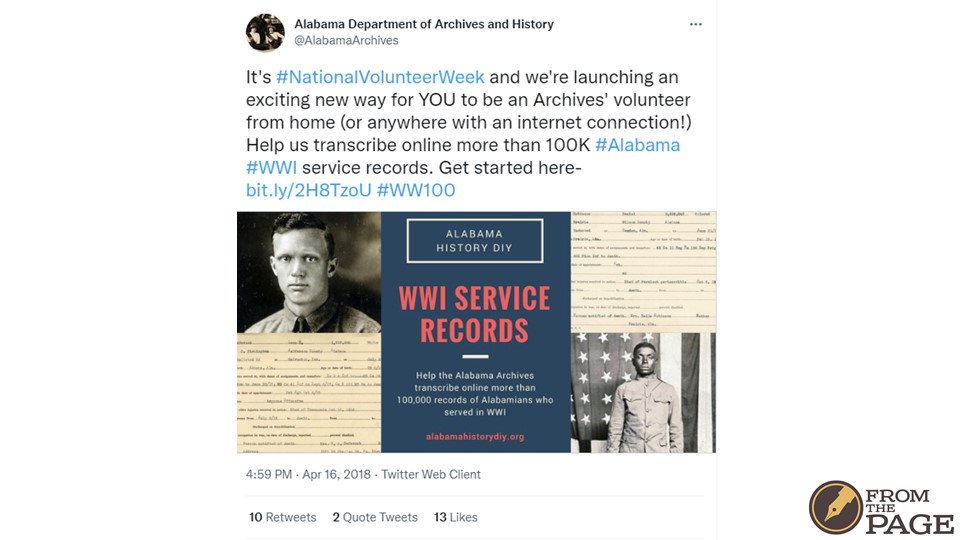 Alabama Department of Archives and History
@AlabamaArchives
It's #NationalVolunteerWeek and we're launching an
exciting new way for YOU to be an Archives' volunteer
from home (or anywhere with an internet connection!)
Help us transcribe online more than 100K #Alabama
#WWI service records. Get started here-
bit.ly/2H8TzoU #WW100
ALABAMA
HISTORY DIY
WWI SERVICE
RECORDS
Help the Alabama Archives
transcribe online more than
100,000 records of Alabamians who
served in WWI
alabamahistorydiy.org
4:59 PM · Apr 16, 2018 · Twitter Web Client
10 Retweets 2 Quote Tweets 13 Likes
FROM
THE
PAGE